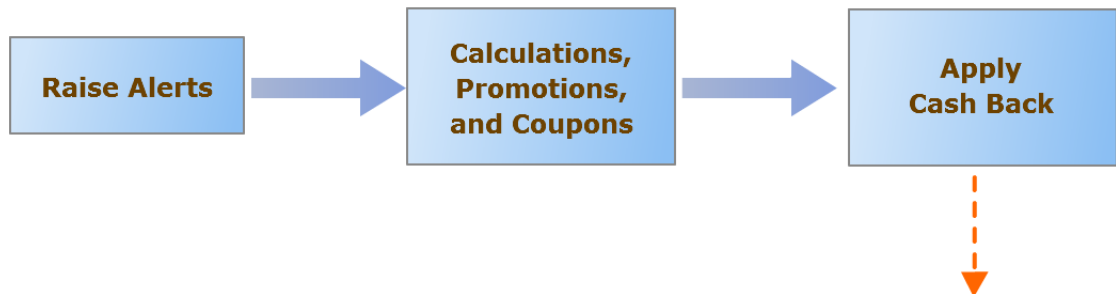 Raise Alerts
Calculations,
Promotions,
and Coupons
Apply
Cash Back